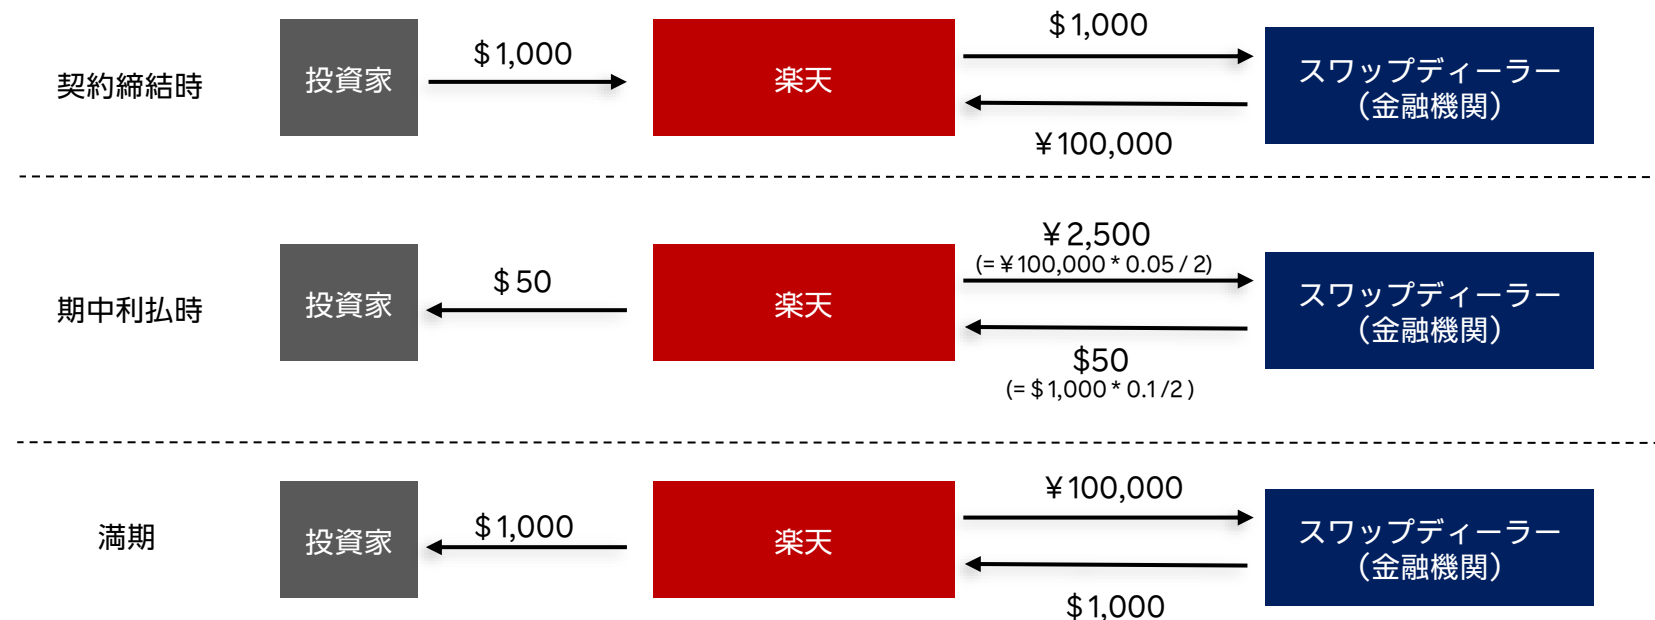 契約締結時
投資家
$1,000
楽天
$1,000
¥100,000
スワップディーラー
（金融機関）
期中利払時
投資家
$50
楽天
¥2,500
(=¥100,000 * 0.05 / 2)
$50
(= $1,000 * 0.1 /2 )
スワップディーラー
（金融機関）
満期
投資家
$1,000
楽天
¥100,000
$1,000
スワップディーラー
（金融機関）